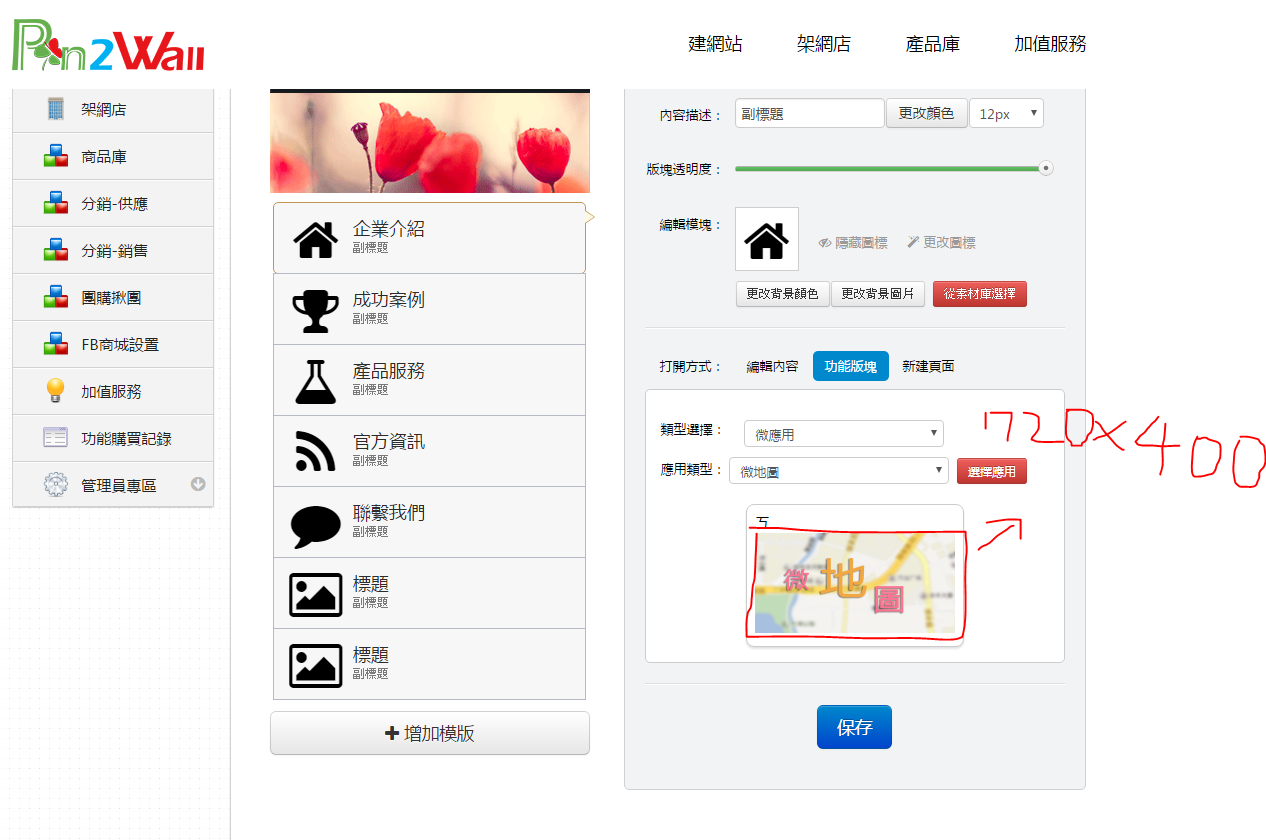 Pin2Wall
建網站 架網店 產品庫 加值服務
架網店
商品庫
分銷-供應
分銷-銷售
團購揪團
FB商城設置
加值服務
功能購買記錄
管理員專區
企業介紹
副標題
成功案例
副標題
產品服務
副標題
官方資訊
副標題
聯繫我們
副標題
標題
副標題
標題
副標題
增加模版
內容描述： 副標題 更改顏色 12px
版塊透明度：
編輯模塊： 隱藏圖標 更改圖標
更改背景顏色 更改背景圖片 從素材庫選擇
打開方式： 編輯內容 功能版塊 新建頁面
類型選擇： 微應用
應用類型： 微地圖 選擇應用
720x400
微地圖
保存